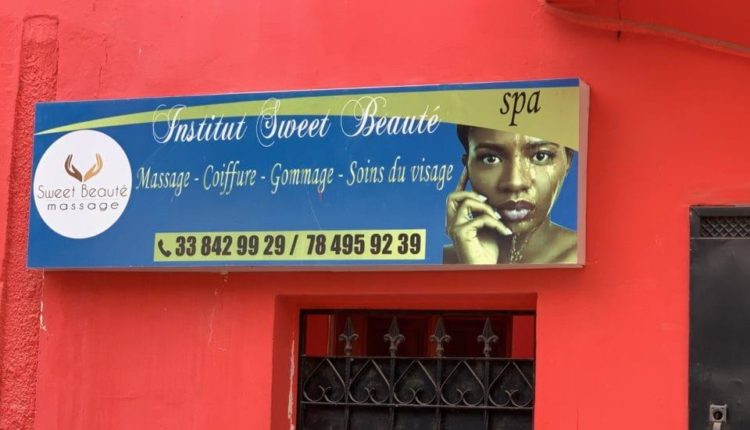 Institut Sweet Beauté
spa
Massage - Coiffure - Gommage - Soins du visage
Sweet Beauté
massage
33 842 99 29 / 78 495 92 39